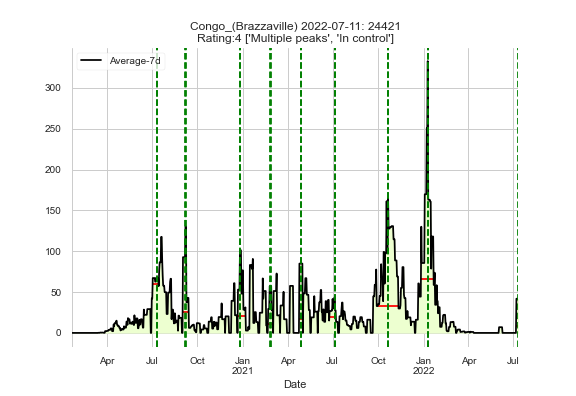 Congo_(Brazzaville) 2022-07-11: 24421
Rating:4 ['Multiple peaks', 'In control']
Average-7d
300
250
200
150
100
50
0
Apr Jul Oct Jan Apr Jul Oct Jan Apr Jul
2021 2022
Date